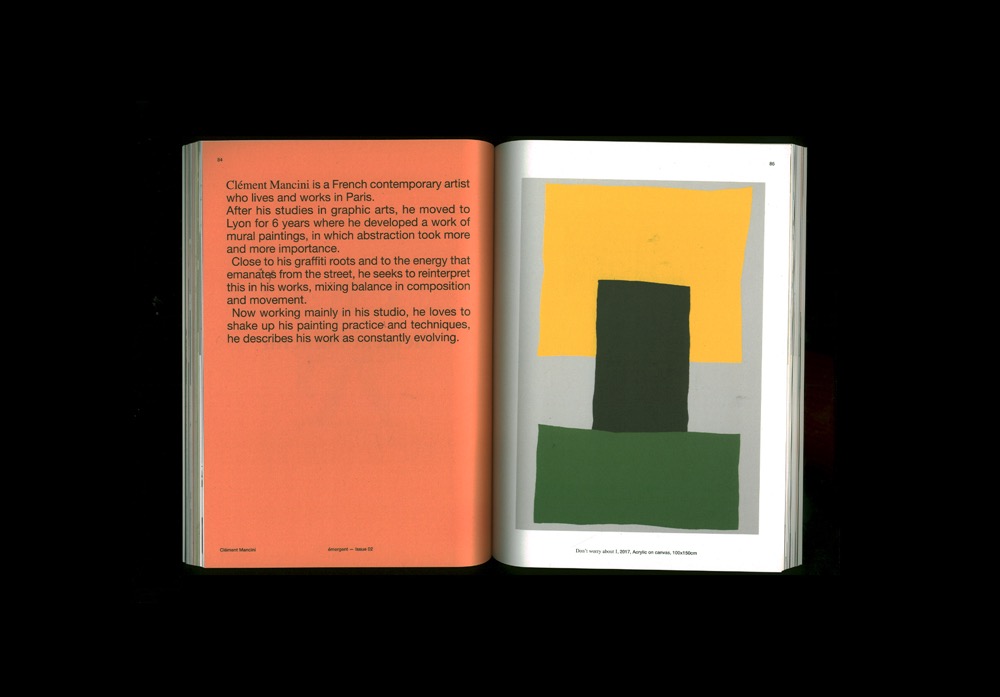 84
Clément Mancini is a French contemporary artist
who lives and works in Paris.
After his studies in graphic arts, he moved to
Lyon for 6 years where he developed a work of
mural paintings, in which abstraction took more
and more importance.
Close to his graffiti roots and to the energy that
emanates from the street, he seeks to reinterpret
this in his works, mixing balance in composition
and movement.
Now working mainly in his studio, he loves to
shake up his painting practice and techniques,
he describes his work as constantly evolving.
Clément Mancini
émergent — Issue 02
85
Don't worry about 1, 2017, Acrylic on canvas, 100x150cm